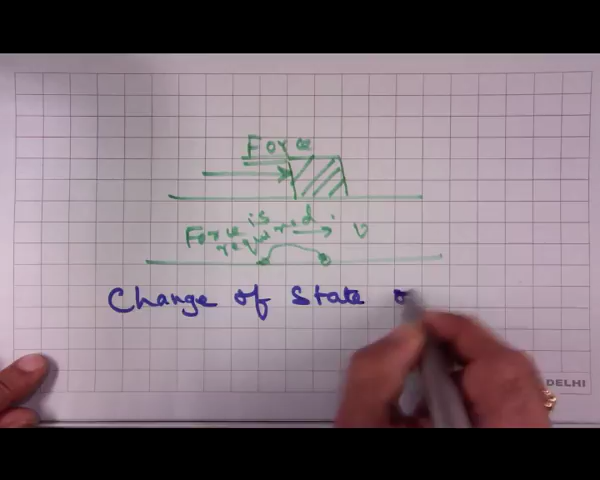 Force
Force is required.
v
Change of state o
DELHI